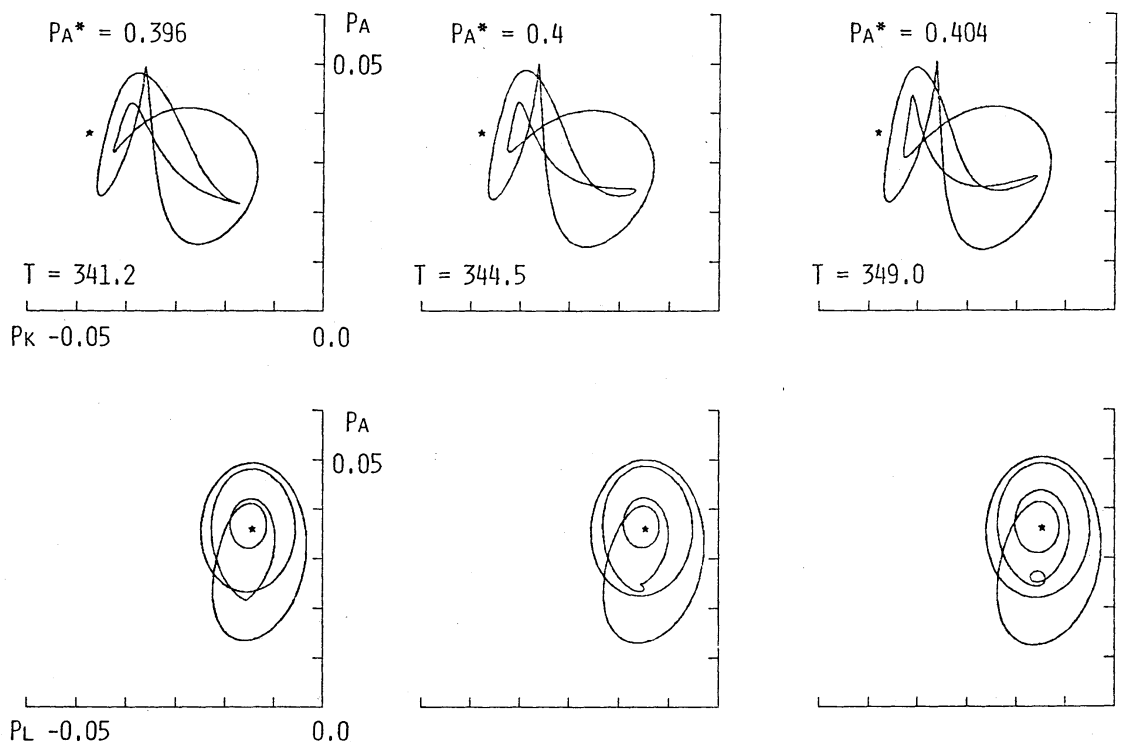 PA* = 0.396
PA
0.05
PA* = 0.4
PA* = 0.404
T = 341.2
T = 344.5
T = 349.0
PK -0.05
0.0
PA
0.05
PL -0.05
0.0